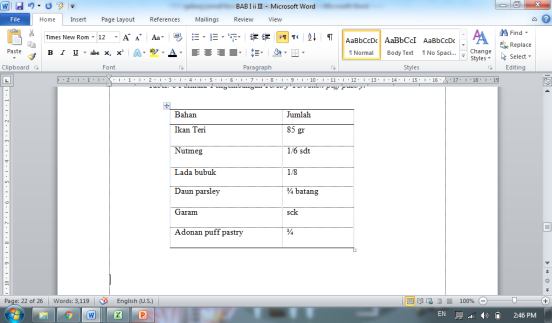 BAB I ii III - Microsoft Word
File Home Insert Page Layout References Mailings Review View
Paste
Times New Rom 12
AaBbCcDc AaBbCcI AaBbCcDc
¶ Normal Body Text ¶ No Spaci...
Change Styles
Find
Replace
Select
Clipboard Font Paragraph Styles Editing
Bahan Jumlah
Ikan Teri 85 gr
Nutmeg 1/6 sdt
Lada bubuk 1/8
Daun parsley ¾ batang
Garam sck
Adonan puff pastry ¾
Page: 22 of 26 Words: 3,119 English (U.S.) 100%
EN 2:46 PM